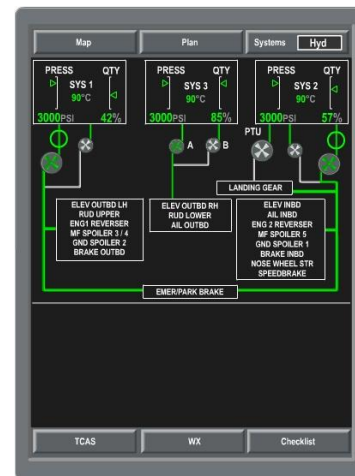 Map Plan Systems Hyd
PRESS QTY PRESS QTY PRESS QTY
SYS 1 SYS 3 SYS 2
90°C 90°C 90°C
3000PSI 42% 3000PSI 85% 3000PSI 57%
PTU
A B
LANDING GEAR
ELEV OUTBD LH
RUD UPPER
ENG1 REVERSER
MF SPOILER 3 / 4
GND SPOILER 2
BRAKE OUTBD
ELEV OUTBD RH
RUD LOWER
AIL OUTBD
ELEV INBD
AIL INBD
ENG 2 REVERSER
MF SPOILER 5
GND SPOILER 1
BRAKE INBD
NOSE WHEEL STR
SPEEDBRAKE
EMER/PARK BRAKE
TCAS WX Checklist